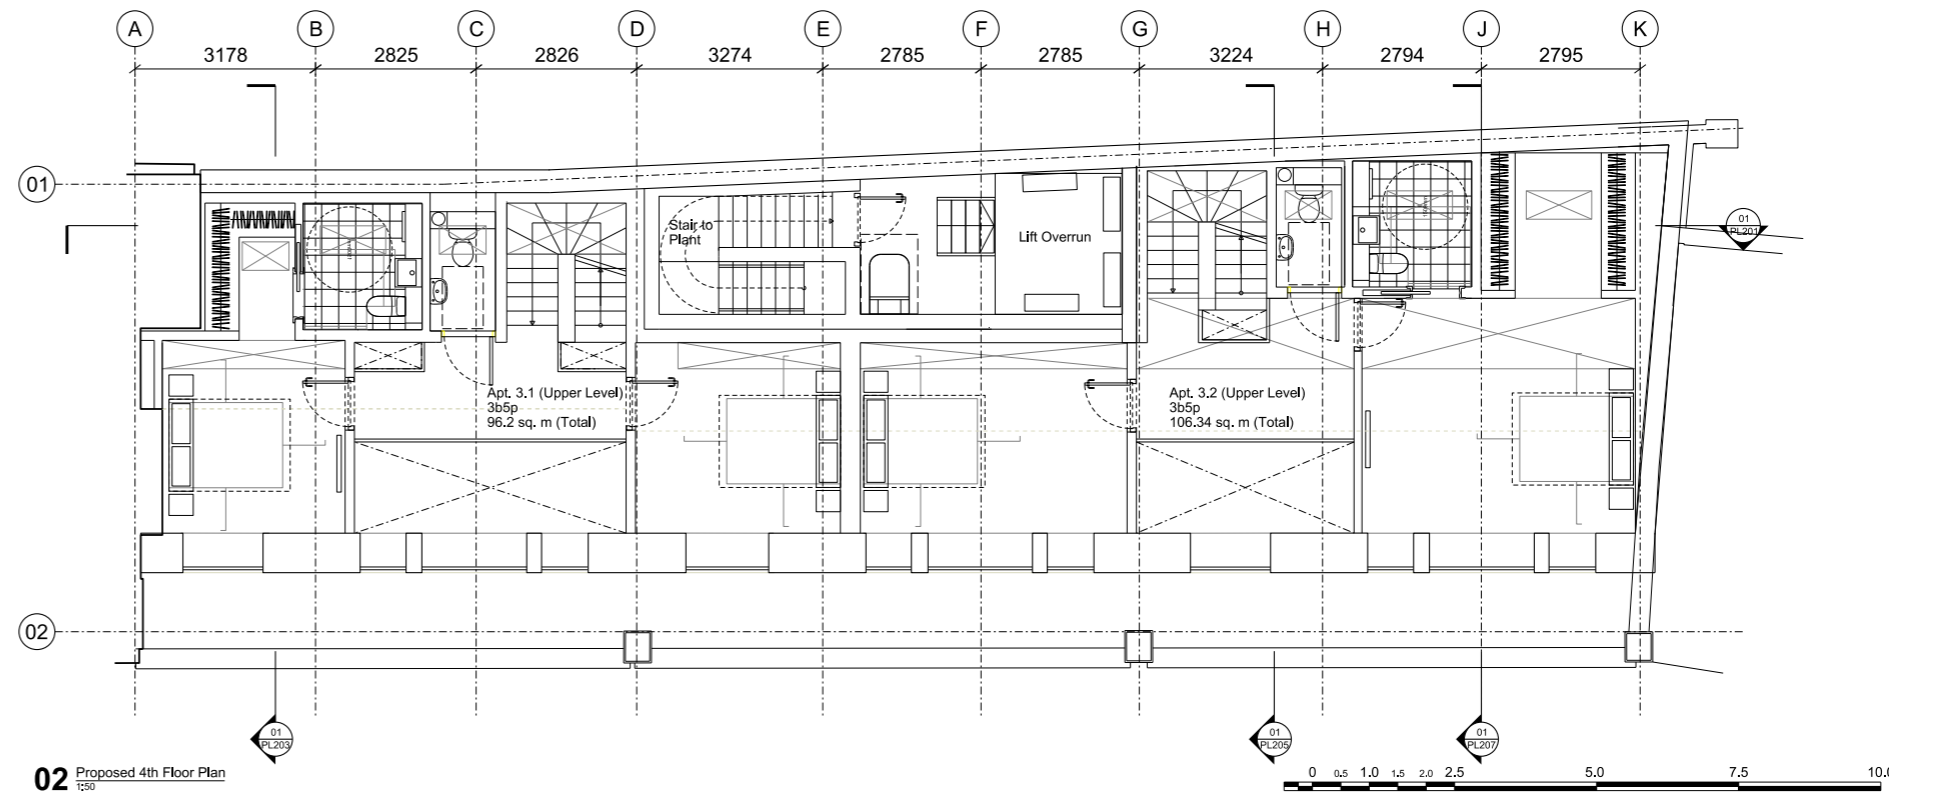 A B C D E F G H J K
3178 2825 2826 3274 2785 2785 3224 2794 2795
01
Stair to
Plant
Lift Overrun
01
PL201
Apt. 3.1 (Upper Level)
3b5p
96.2 sq. m (Total)
Apt. 3.2 (Upper Level)
3b5p
106.34 sq. m (Total)
02
01
PL203
01
PL205
01
PL207
02 Proposed 4th Floor Plan
1:50
0 0.5 1.0 1.5 2.0 2.5 5.0 7.5 10.0